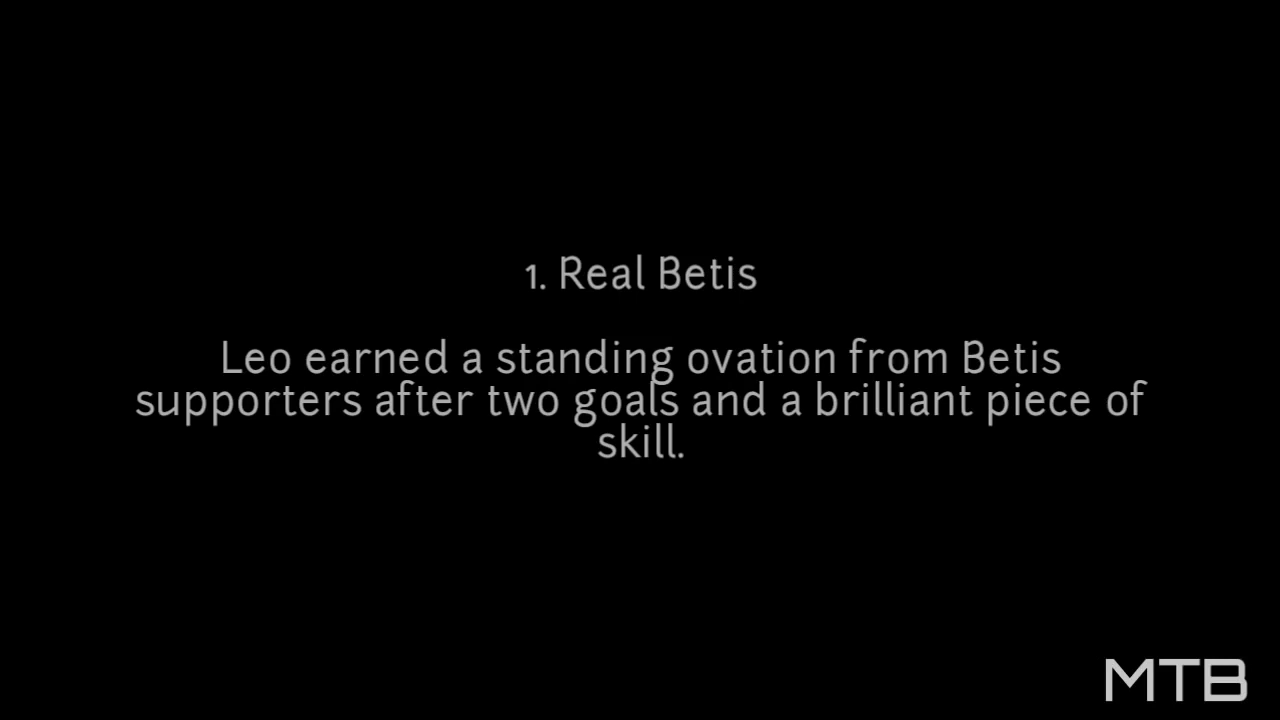 1. Real Betis
Leo earned a standing ovation from Betis
supporters after two goals and a brilliant piece of
skill.
MTB